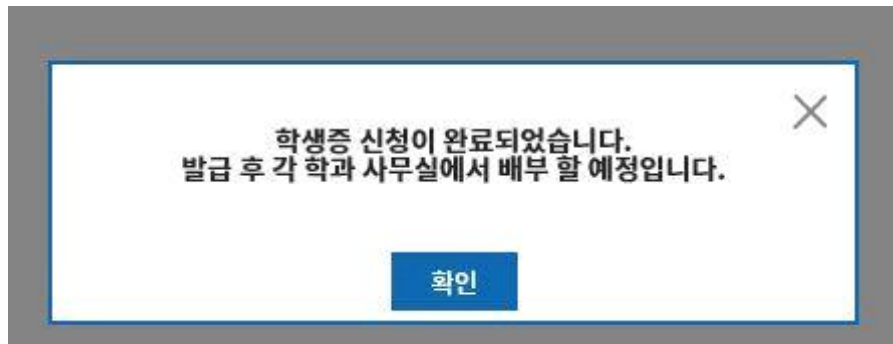 학생증 신청이 완료되었습니다.
발급 후 각 학과 사무실에서 배부 할 예정입니다.
확인